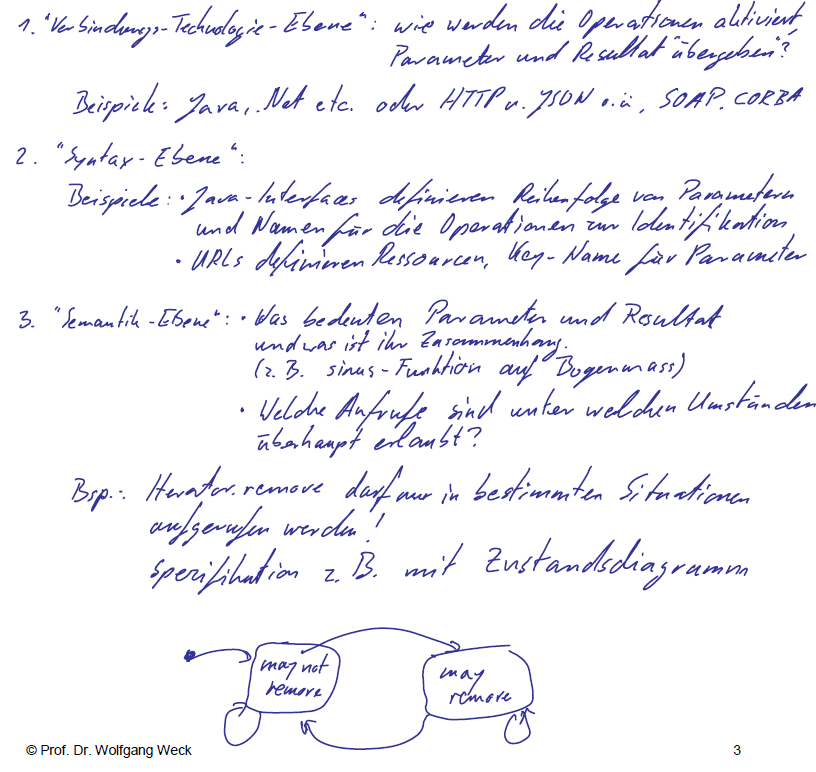 1. "Verbindungs-Technologie-Ebene": wie werden die Operationen aktiviert,
Parameter und Resultat "übergeben"?
Beispiele: Java, .Net etc. oder HTTP u. JSON o.ä., SOAP, CORBA
2. "Syntax-Ebene":
Beispiele: • Java-Interfaces definieren Reihenfolge von Parametern
und Namen für die Operationen zur Identifikation
• URLs definieren Ressourcen, Key-Name für Parameter
3. "Semantik-Ebene": • Was bedeuten Parameter und Resultat
und was ist ihr Zusammenhang.
(z.B. sinus-Funktion auf Bogenmass)
• Welche Aufrufe sind unter welchen Umständen
überhaupt erlaubt?
Bsp.: Iterator.remove darf nur in bestimmten Situationen
aufgerufen werden!
Spezifikation z.B. mit Zustandsdiagramm
may not
remove
may
remove
© Prof. Dr. Wolfgang Weck
3